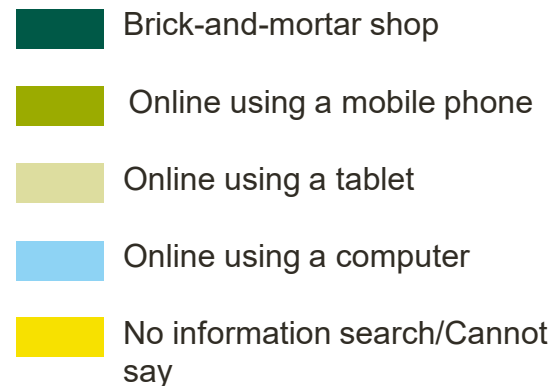 Brick-and-mortar shop
Online using a mobile phone
Online using a tablet
Online using a computer
No information search/Cannot
say